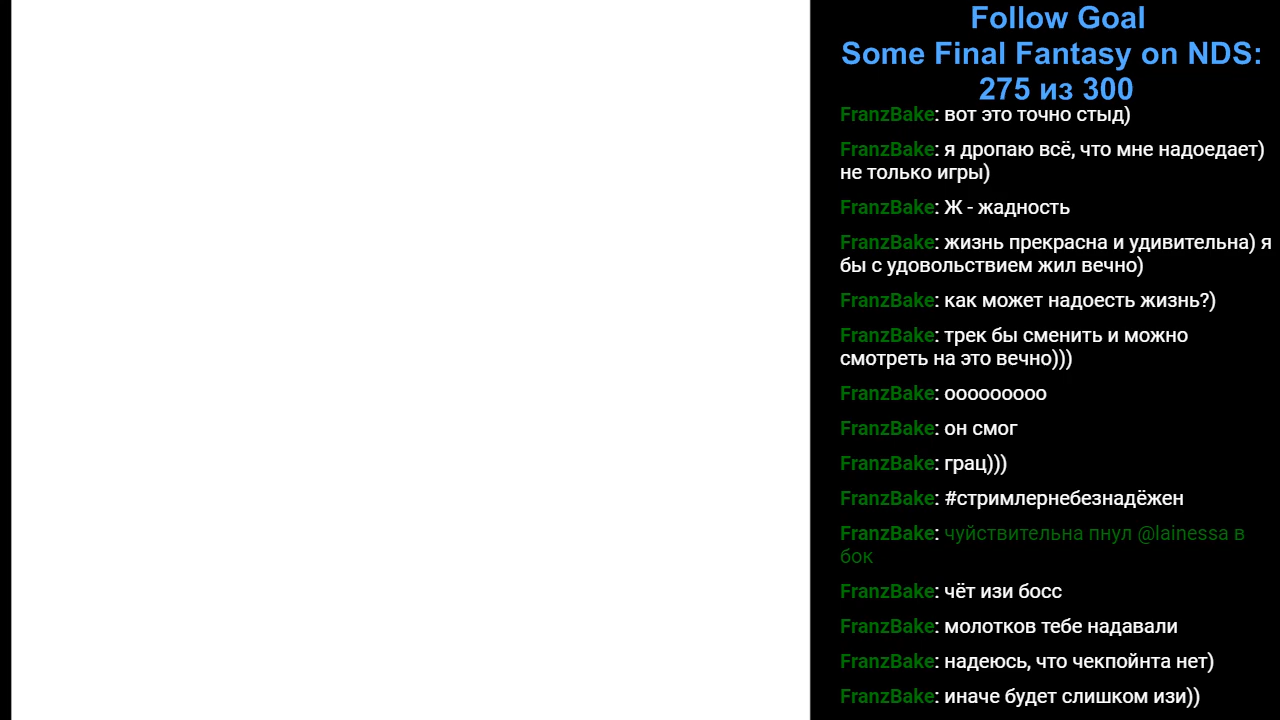 Follow Goal
Some Final Fantasy on NDS:
275 из 300
FranzBake: вот это точно стыд)
FranzBake: я дропаю всё, что мне надоедает)
не только игры)
FranzBake: Ж - жадность
FranzBake: жизнь прекрасна и удивительна) я
бы с удовольствием жил вечно)
FranzBake: как может надоесть жизнь?)
FranzBake: трек бы сменить и можно
смотреть на это вечно)))
FranzBake: ооооооооо
FranzBake: он смог
FranzBake: грац)))
FranzBake: #стримлернебезнадёжен
FranzBake: чуйствительна пнул @lainessa в
бок
FranzBake: чёт изи босс
FranzBake: молотков тебе надавали
FranzBake: надеюсь, что чекпойнта нет)
FranzBake: иначе будет слишком изи))